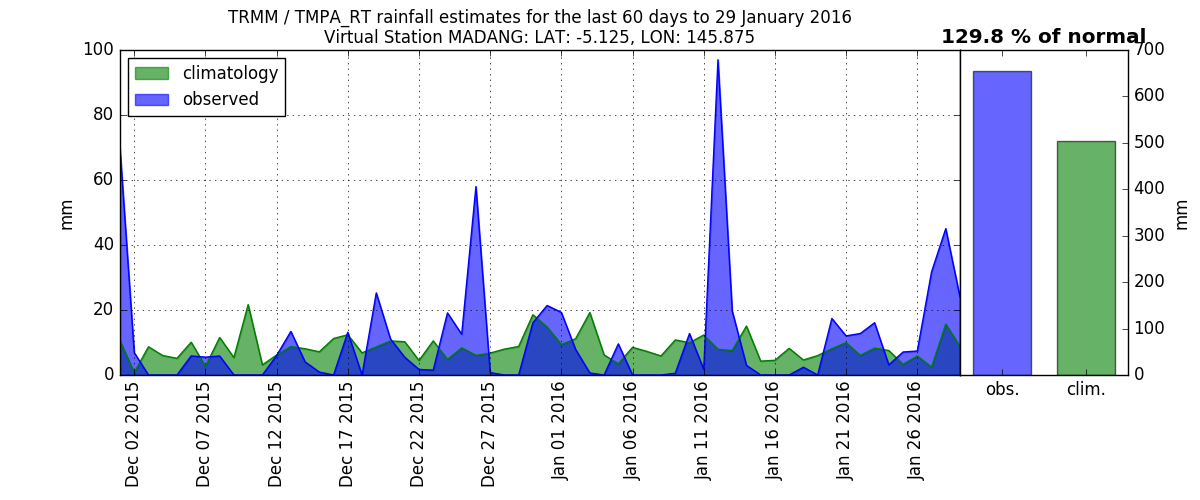 TRMM / TMPA_RT rainfall estimates for the last 60 days to 29 January 2016
Virtual Station MADANG: LAT: -5.125, LON: 145.875
129.8 % of normal
climatology
observed
mm
100
80
60
40
20
0
Dec 02 2015
Dec 07 2015
Dec 12 2015
Dec 17 2015
Dec 22 2015
Dec 27 2015
Jan 01 2016
Jan 06 2016
Jan 11 2016
Jan 16 2016
Jan 21 2016
Jan 26 2016
obs.
clim.
700
600
500
400
300
200
100
0
mm